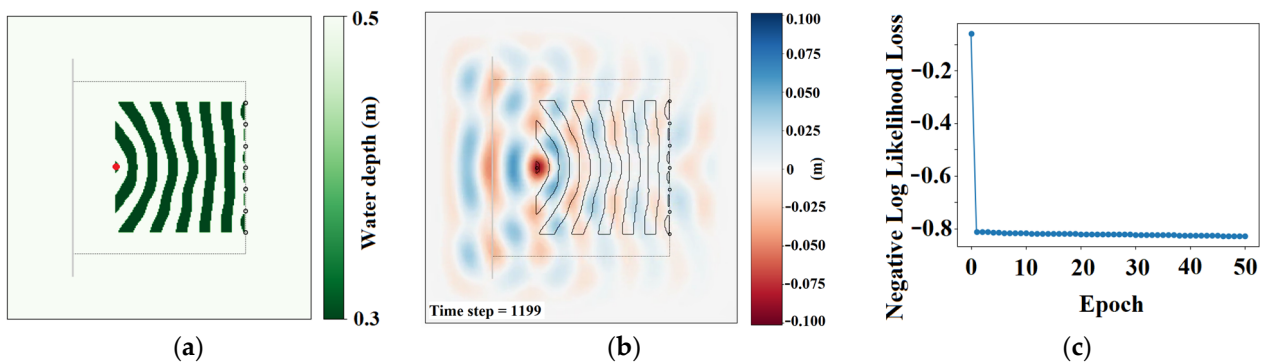 0.5
Water depth (m)
0.3
(a)
Time step = 1199
0.100
0.075
0.050
0.025
0
-0.025
-0.050
-0.075
-0.100
(m)
(b)
Negative Log Likelihood Loss
-0.2
-0.4
-0.6
-0.8
0 10 20 30 40 50
Epoch
(c)